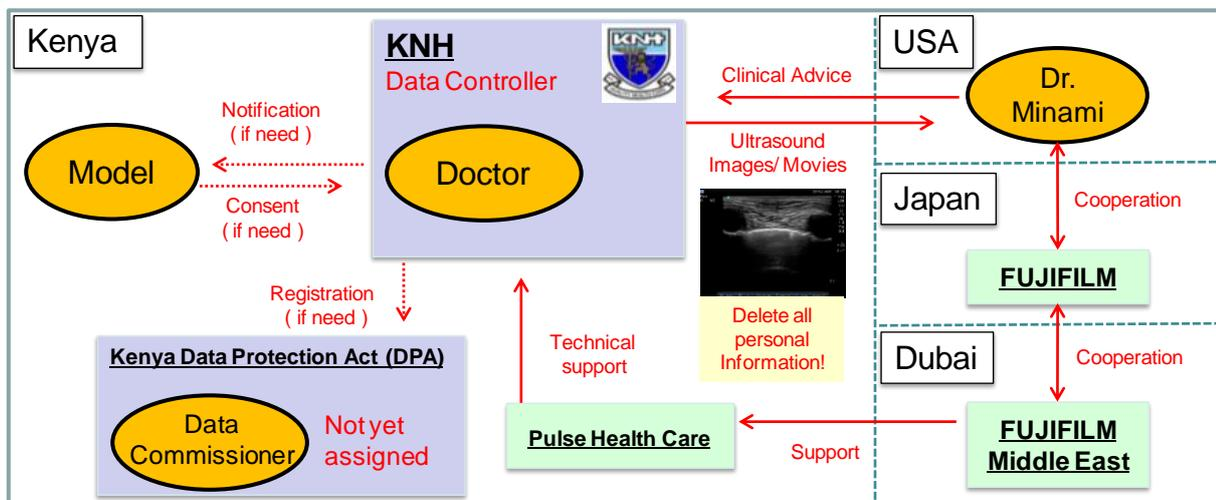 Kenya
KNH
Data Controller
KNH
Doctor
Model
Notification
( if need )
Consent
( if need )
Registration
( if need )
Kenya Data Protection Act (DPA)
Data
Commissioner
Not yet
assigned
Clinical Advice
Ultrasound
Images/ Movies
Delete all
personal
Information!
Technical
support
Pulse Health Care
Support
USA
Dr.
Minami
Japan
Cooperation
FUJIFILM
Dubai
Cooperation
FUJIFILM
Middle East